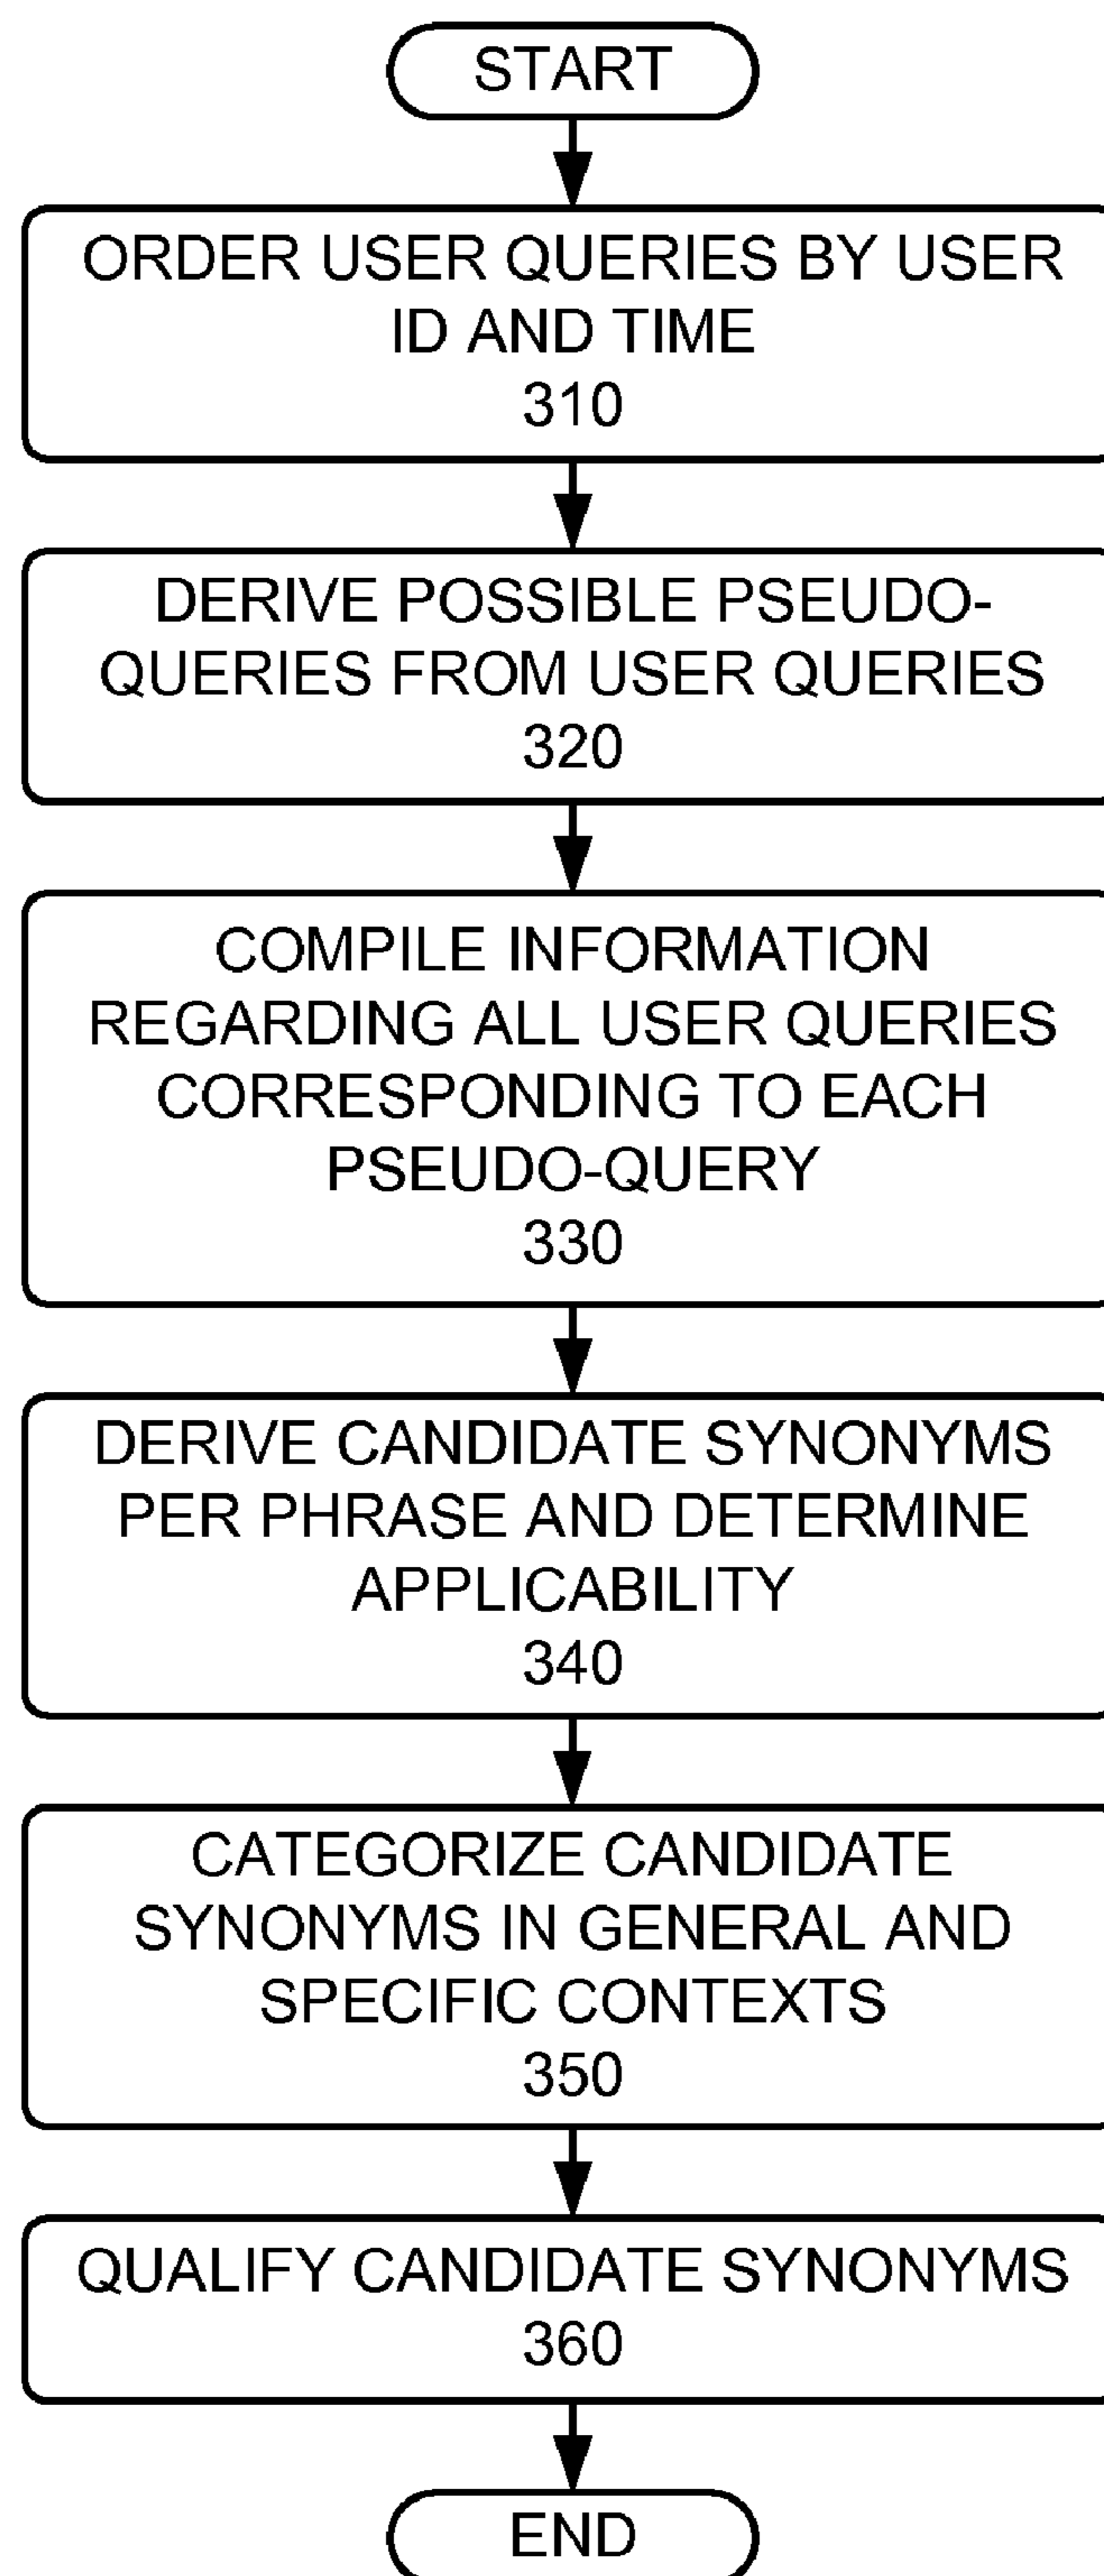 START
ORDER USER QUERIES BY USER
ID AND TIME
310
DERIVE POSSIBLE PSEUDO-
QUERIES FROM USER QUERIES
320
COMPILE INFORMATION
REGARDING ALL USER QUERIES
CORRESPONDING TO EACH
PSEUDO-QUERY
330
DERIVE CANDIDATE SYNONYMS
PER PHRASE AND DETERMINE
APPLICABILITY
340
CATEGORIZE CANDIDATE
SYNONYMS IN GENERAL AND
SPECIFIC CONTEXTS
350
QUALIFY CANDIDATE SYNONYMS
360
END